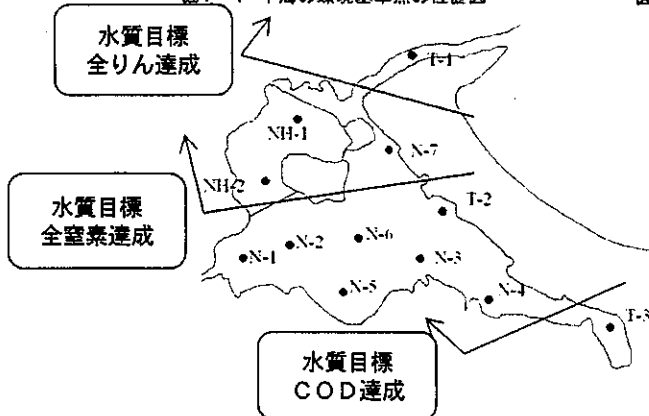 水質目標
全りん達成
T-1
NH-1
N-7
NH-2
水質目標
全窒素達成
T-2
N-6
N-2
N-1
N-3
N-5
N-4
T-3
水質目標
COD達成